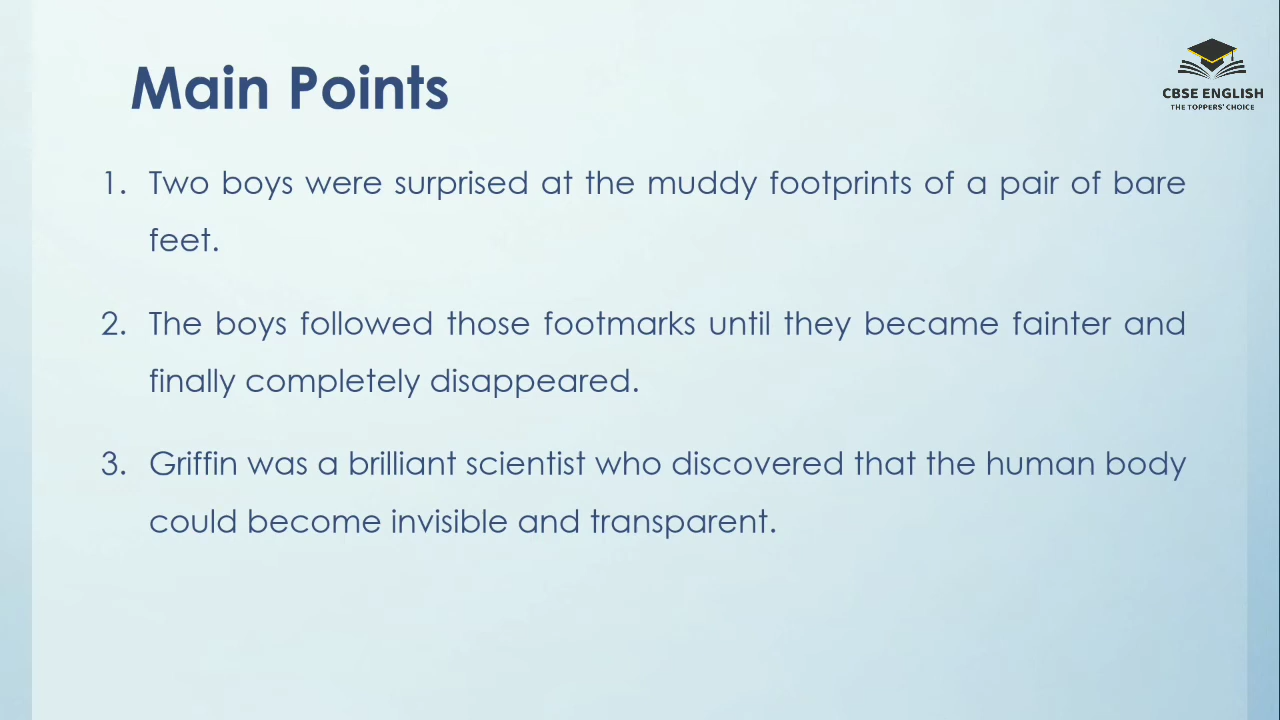 Main Points
CBSE ENGLISH
THE TOPPERS' CHOICE
1. Two boys were surprised at the muddy footprints of a pair of bare
feet.
2. The boys followed those footmarks until they became fainter and
finally completely disappeared.
3. Griffin was a brilliant scientist who discovered that the human body
could become invisible and transparent.